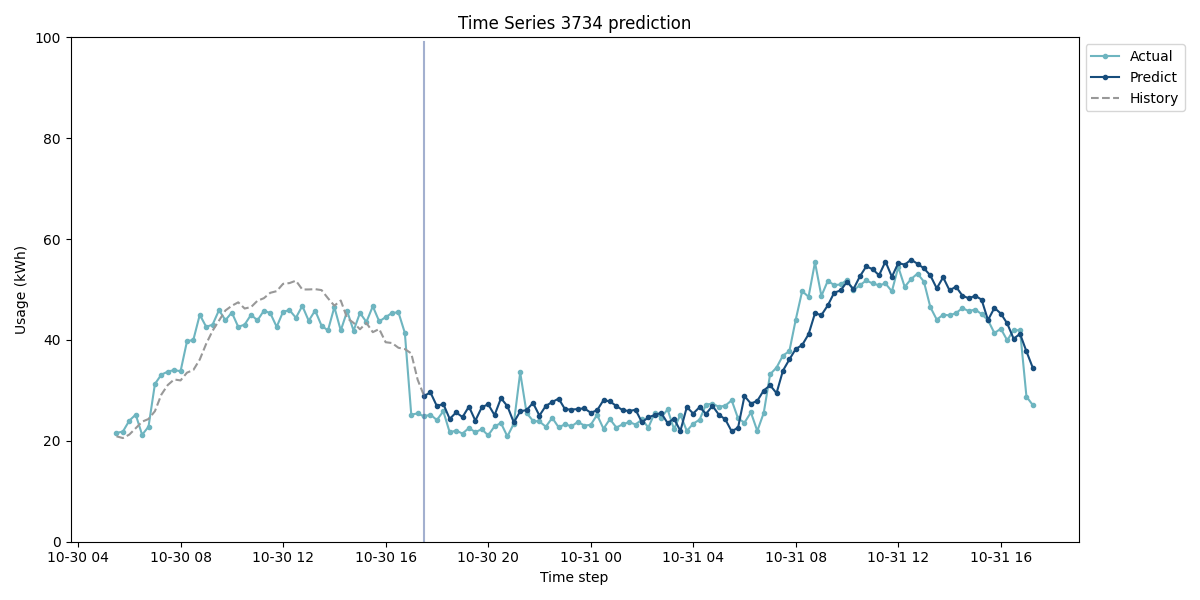 Time Series 3734 prediction
100
80
60
40
20
0
Usage (kWh)
10-30 04
10-30 08
10-30 12
10-30 16
10-30 20
10-31 00
10-31 04
10-31 08
10-31 12
10-31 16
Time step
Actual
Predict
History